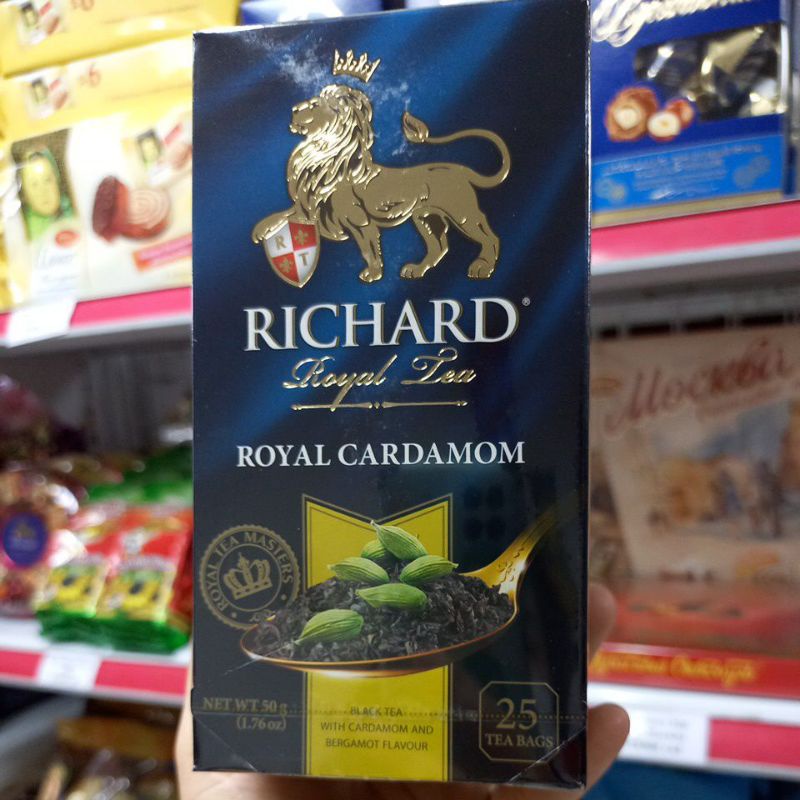 R
T
RICHARD®
Royal Tea
ROYAL CARDAMOM
ROYAL TEA MASTERS
NET WT 50 g
(1.76 oz)
BLACK TEA
WITH CARDAMOM AND
BERGAMOT FLAVOUR
25
TEA BAGS
Москва